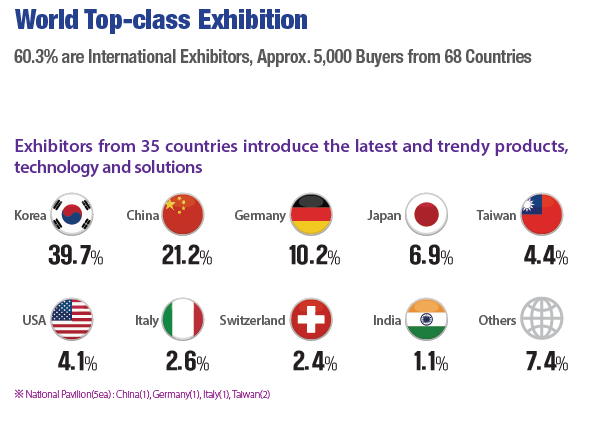 World Top-class Exhibition
60.3% are International Exhibitors, Approx. 5,000 Buyers from 68 Countries
Exhibitors from 35 countries introduce the latest and trendy products,
technology and solutions
Korea China Germany Japan Taiwan
39.7% 21.2% 10.2% 6.9% 4.4%
USA Italy Switzerland India Others
4.1% 2.6% 2.4% 1.1% 7.4%
※ National Pavilion(5ea) : China(1), Germany(1), Italy(1), Taiwan(2)